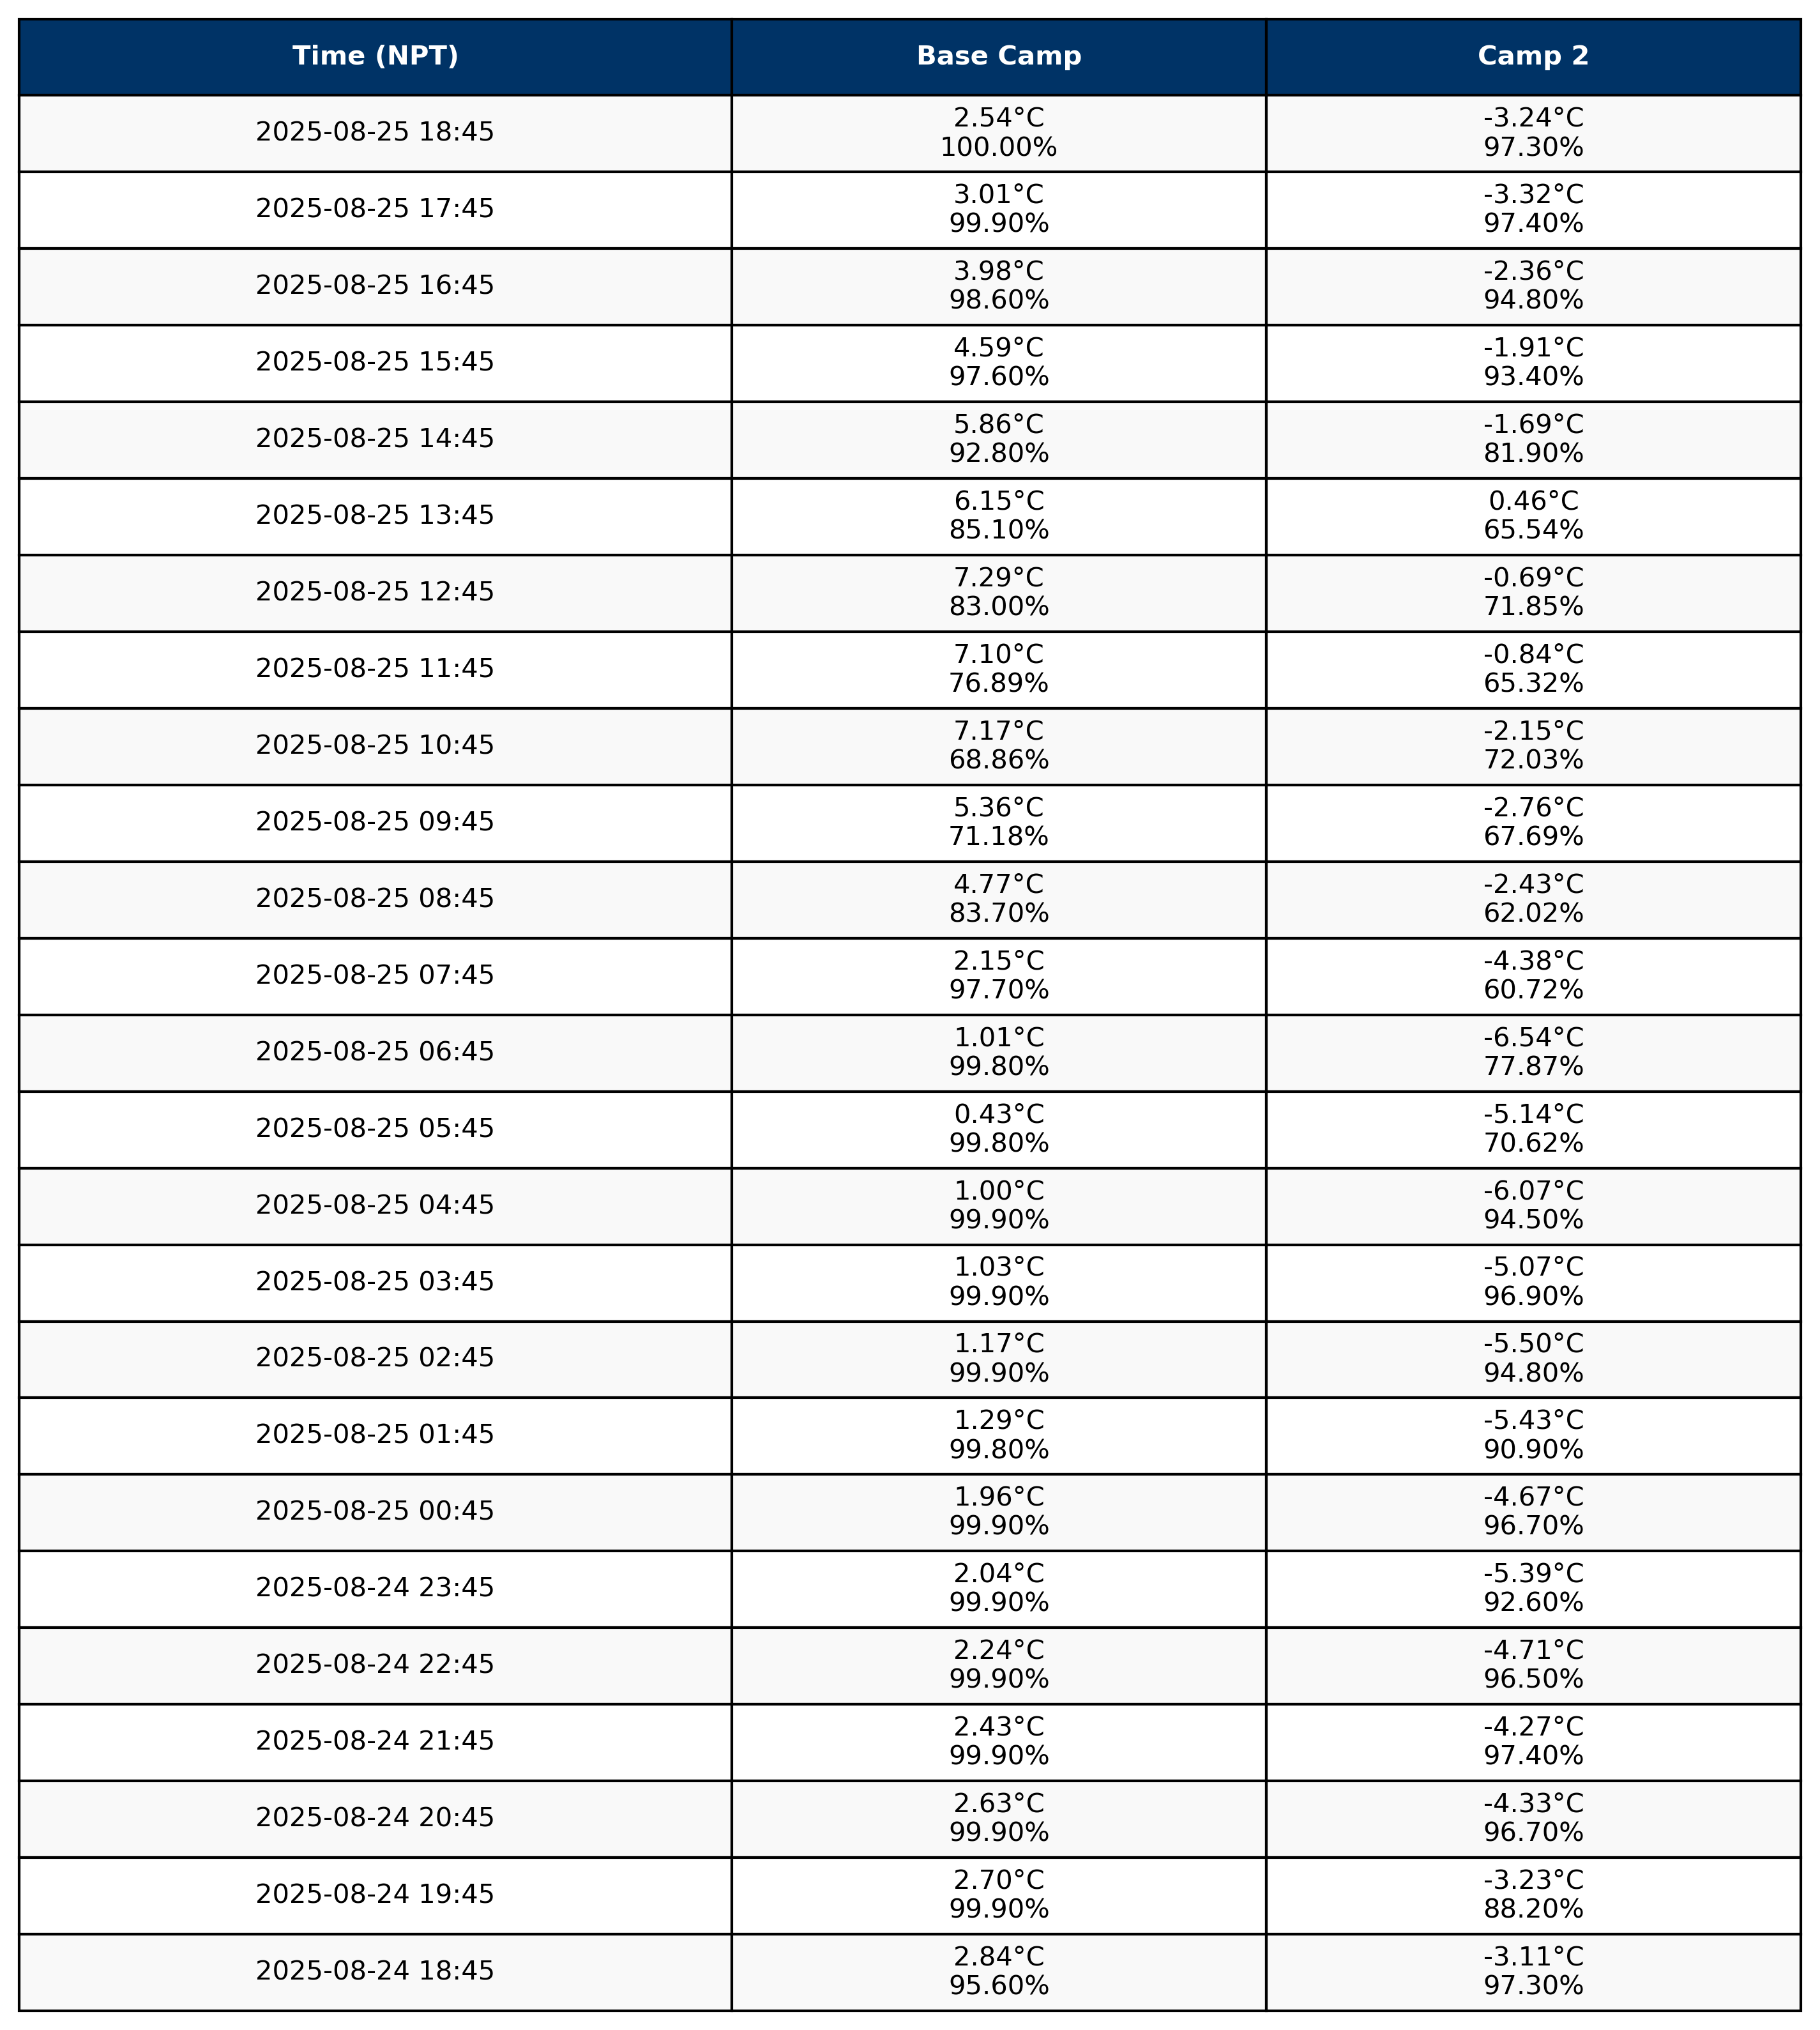 Time (NPT) Base Camp Camp 2
2025-08-25 18:45 2.54°C -3.24°C
100.00% 97.30%
2025-08-25 17:45 3.01°C -3.32°C
99.90% 97.40%
2025-08-25 16:45 3.98°C -2.36°C
98.60% 94.80%
2025-08-25 15:45 4.59°C -1.91°C
97.60% 93.40%
2025-08-25 14:45 5.86°C -1.69°C
92.80% 81.90%
2025-08-25 13:45 6.15°C 0.46°C
85.10% 65.54%
2025-08-25 12:45 7.29°C -0.69°C
83.00% 71.85%
2025-08-25 11:45 7.10°C -0.84°C
76.89% 65.32%
2025-08-25 10:45 7.17°C -2.15°C
68.86% 72.03%
2025-08-25 09:45 5.36°C -2.76°C
71.18% 67.69%
2025-08-25 08:45 4.77°C -2.43°C
83.70% 62.02%
2025-08-25 07:45 2.15°C -4.38°C
97.70% 60.72%
2025-08-25 06:45 1.01°C -6.54°C
99.80% 77.87%
2025-08-25 05:45 0.43°C -5.14°C
99.80% 70.62%
2025-08-25 04:45 1.00°C -6.07°C
99.90% 94.50%
2025-08-25 03:45 1.03°C -5.07°C
99.90% 96.90%
2025-08-25 02:45 1.17°C -5.50°C
99.90% 94.80%
2025-08-25 01:45 1.29°C -5.43°C
99.80% 90.90%
2025-08-25 00:45 1.96°C -4.67°C
99.90% 96.70%
2025-08-24 23:45 2.04°C -5.39°C
99.90% 92.60%
2025-08-24 22:45 2.24°C -4.71°C
99.90% 96.50%
2025-08-24 21:45 2.43°C -4.27°C
99.90% 97.40%
2025-08-24 20:45 2.63°C -4.33°C
99.90% 96.70%
2025-08-24 19:45 2.70°C -3.23°C
99.90% 88.20%
2025-08-24 18:45 2.84°C -3.11°C
95.60% 97.30%